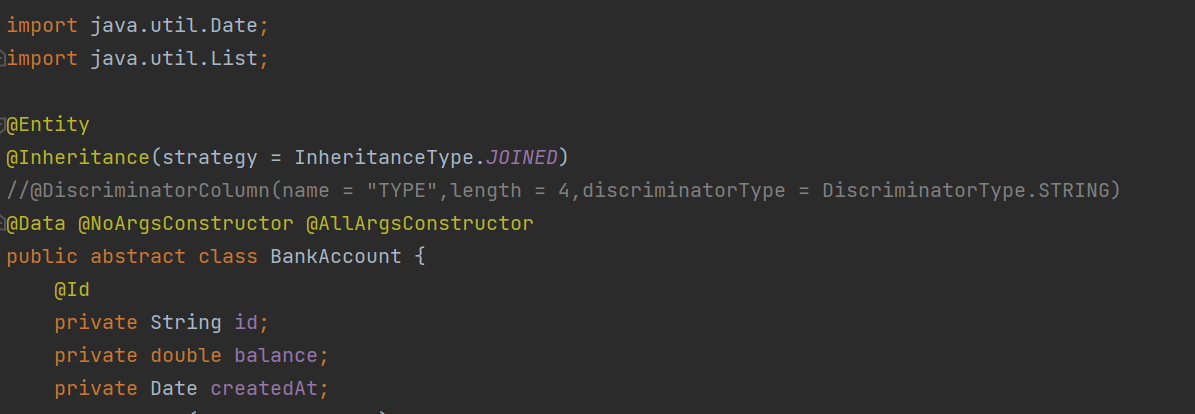 import java.util.Date;
import java.util.List;
@Entity
@Inheritance(strategy = InheritanceType.JOINED)
//@DiscriminatorColumn(name = "TYPE",length = 4,discriminatorType = DiscriminatorType.STRING)
@Data @NoArgsConstructor @AllArgsConstructor
public abstract class BankAccount {
@Id
private String id;
private double balance;
private Date createdAt;